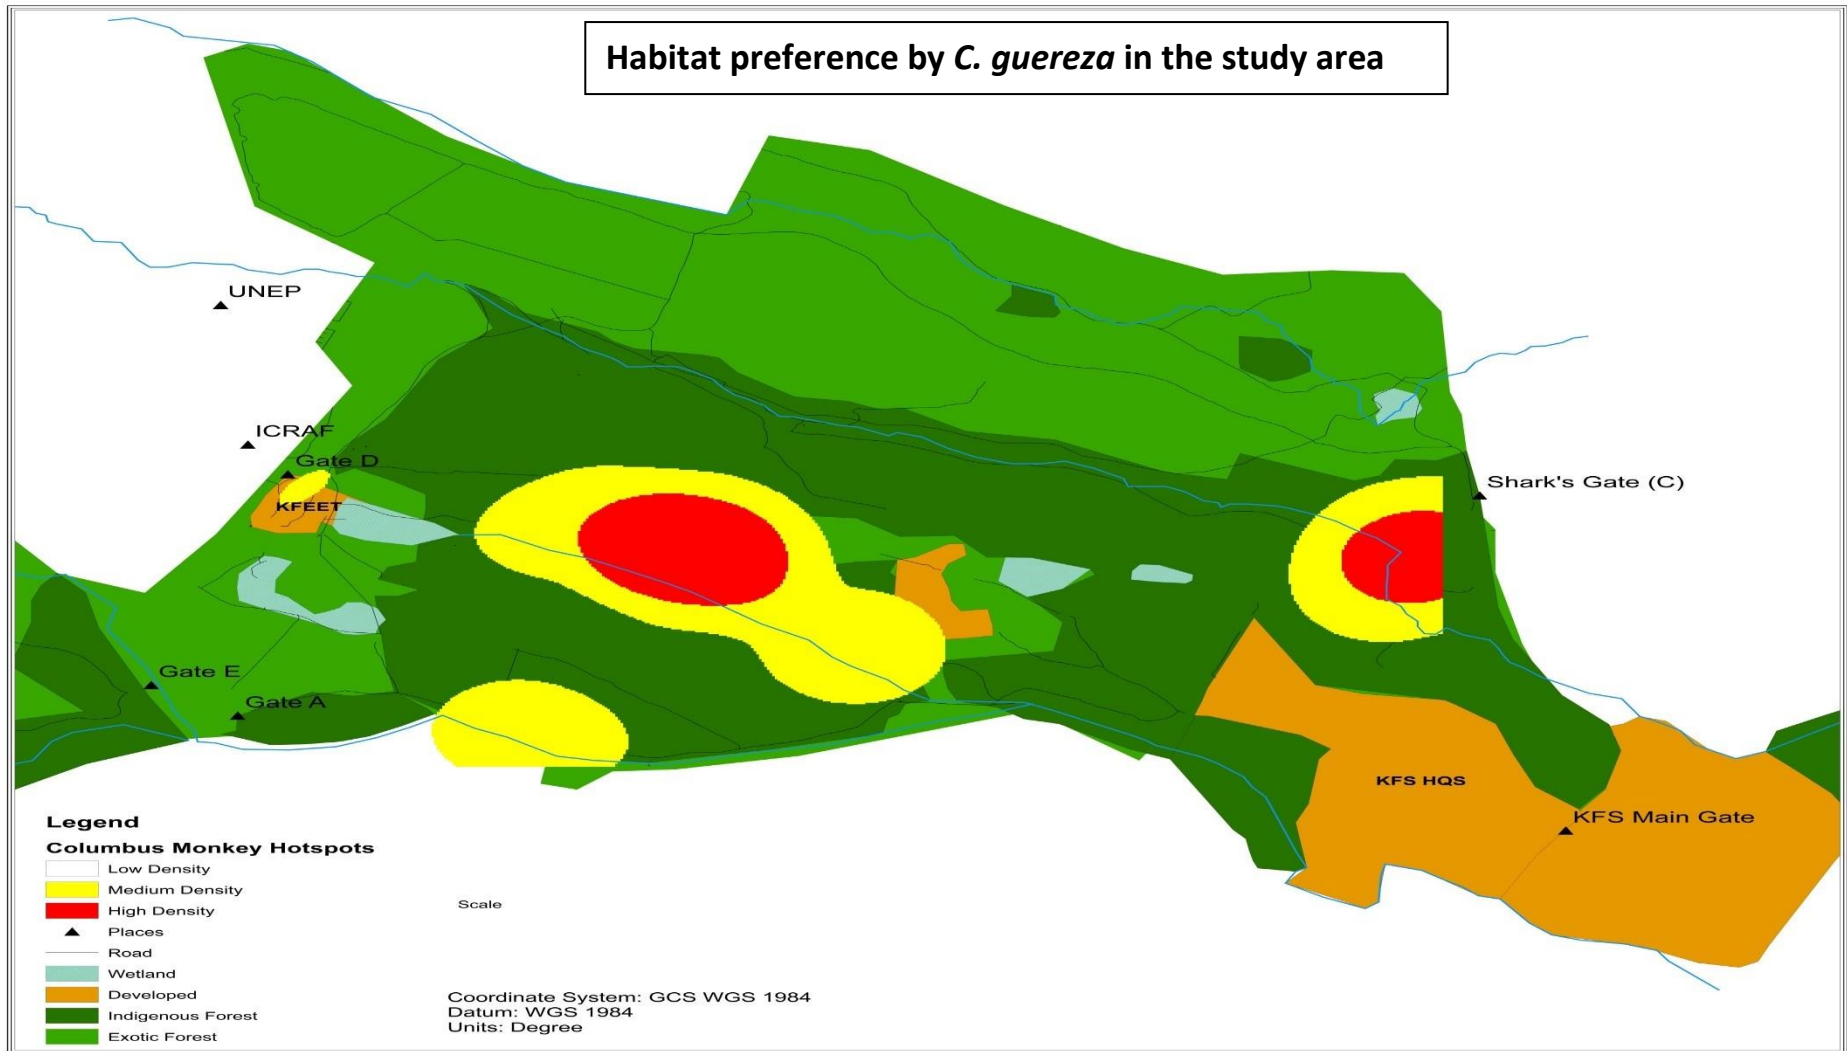 Habitat preference by C. guereza in the study area
UNEP
ICRAF
Gate D
KFEET
Shark's Gate (C)
Gate E
Gate A
KFS HQS
KFS Main Gate
Legend
Columbus Monkey Hotspots
Low Density
Medium Density
High Density
Places
Road
Wetland
Developed
Indigenous Forest
Exotic Forest
Scale
Coordinate System: GCS WGS 1984
Datum: WGS 1984
Units: Degree